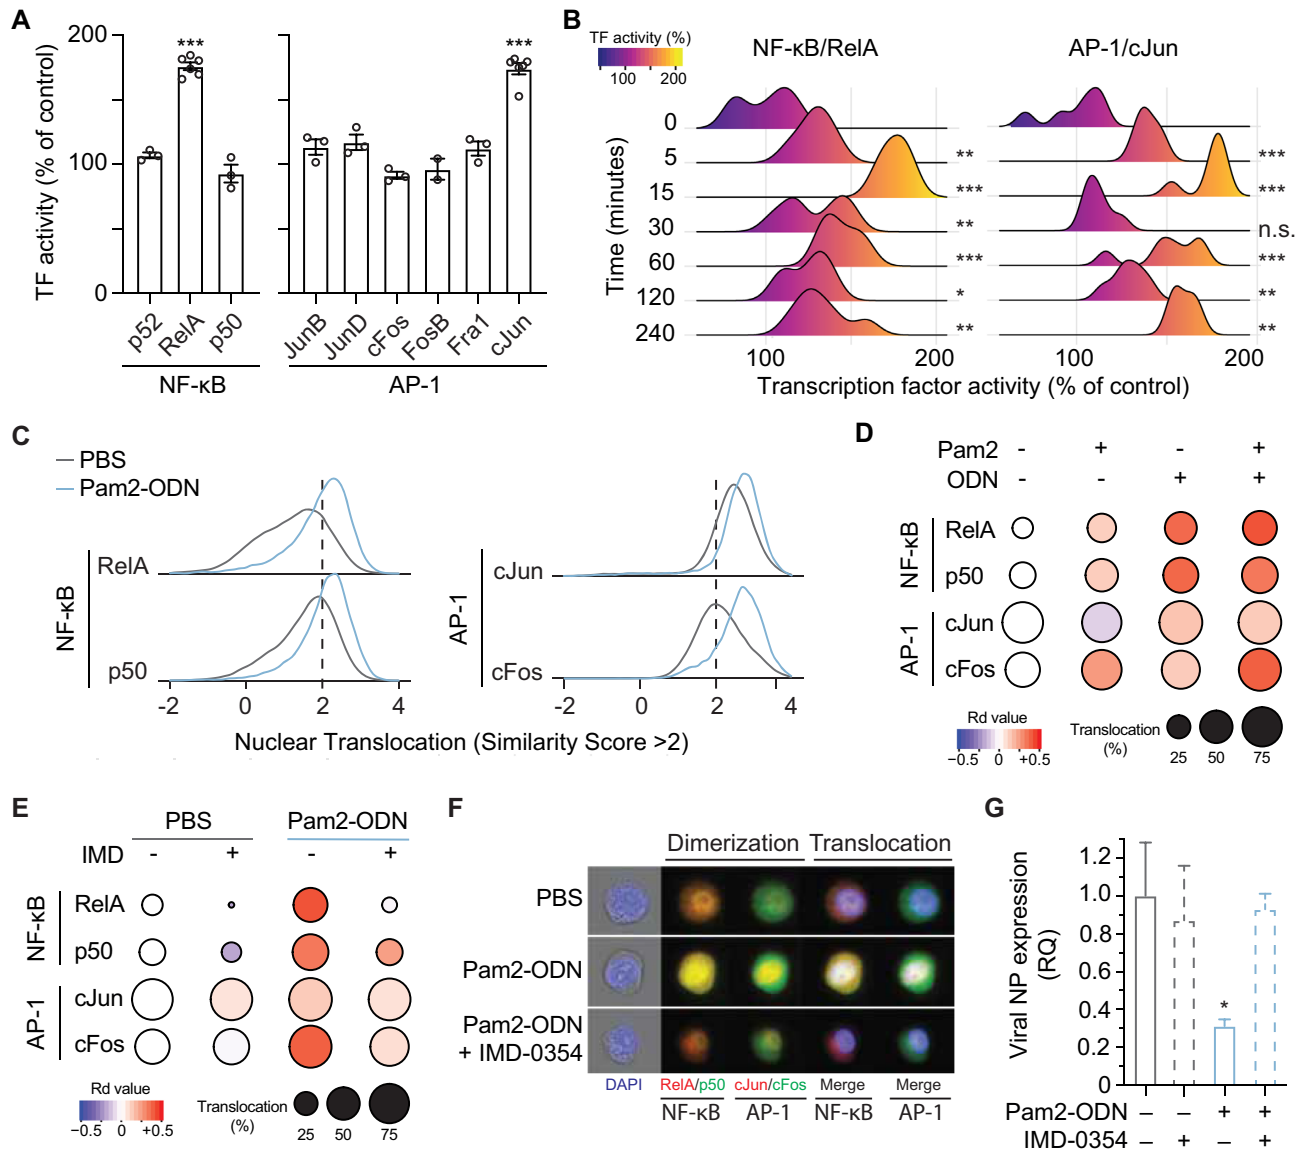 A
TF activity (% of control)
200
100
0
***
***
p52 RelA p50 JunB JunD cFos FosB Fra1 cJun
NF-κB AP-1
B
TF activity (%)
100 200
NF-κB/RelA AP-1/cJun
Time (minutes)
0
5 ** ***
15 *** ***
30 ** n.s.
60 *** ***
120 * **
240 ** **
100 200 100 200
Transcription factor activity (% of control)
C
PBS
Pam2-ODN
NF-κB
RelA
p50
AP-1
cJun
cFos
-2 0 2 4 -2 0 2 4
Nuclear Translocation (Similarity Score >2)
D
Pam2 - + - +
ODN - - + +
NF-κB
RelA
p50
AP-1
cJun
cFos
Rd value
−0.5 0 +0.5
Translocation (%)
25 50 75
E
PBS Pam2-ODN
IMD - + - +
NF-κB
RelA
p50
AP-1
cJun
cFos
Rd value
−0.5 0 +0.5
Translocation (%)
25 50 75
F
Dimerization Translocation
PBS
Pam2-ODN
Pam2-ODN
+ IMD-0354
DAPI RelA/p50 cJun/cFos Merge Merge
NF-κB AP-1 NF-κB AP-1
G
Viral NP expression
(RQ)
1.2
1.0
0.8
0.6
0.4
0.2
0
*
Pam2-ODN – – + +
IMD-0354 – + – +